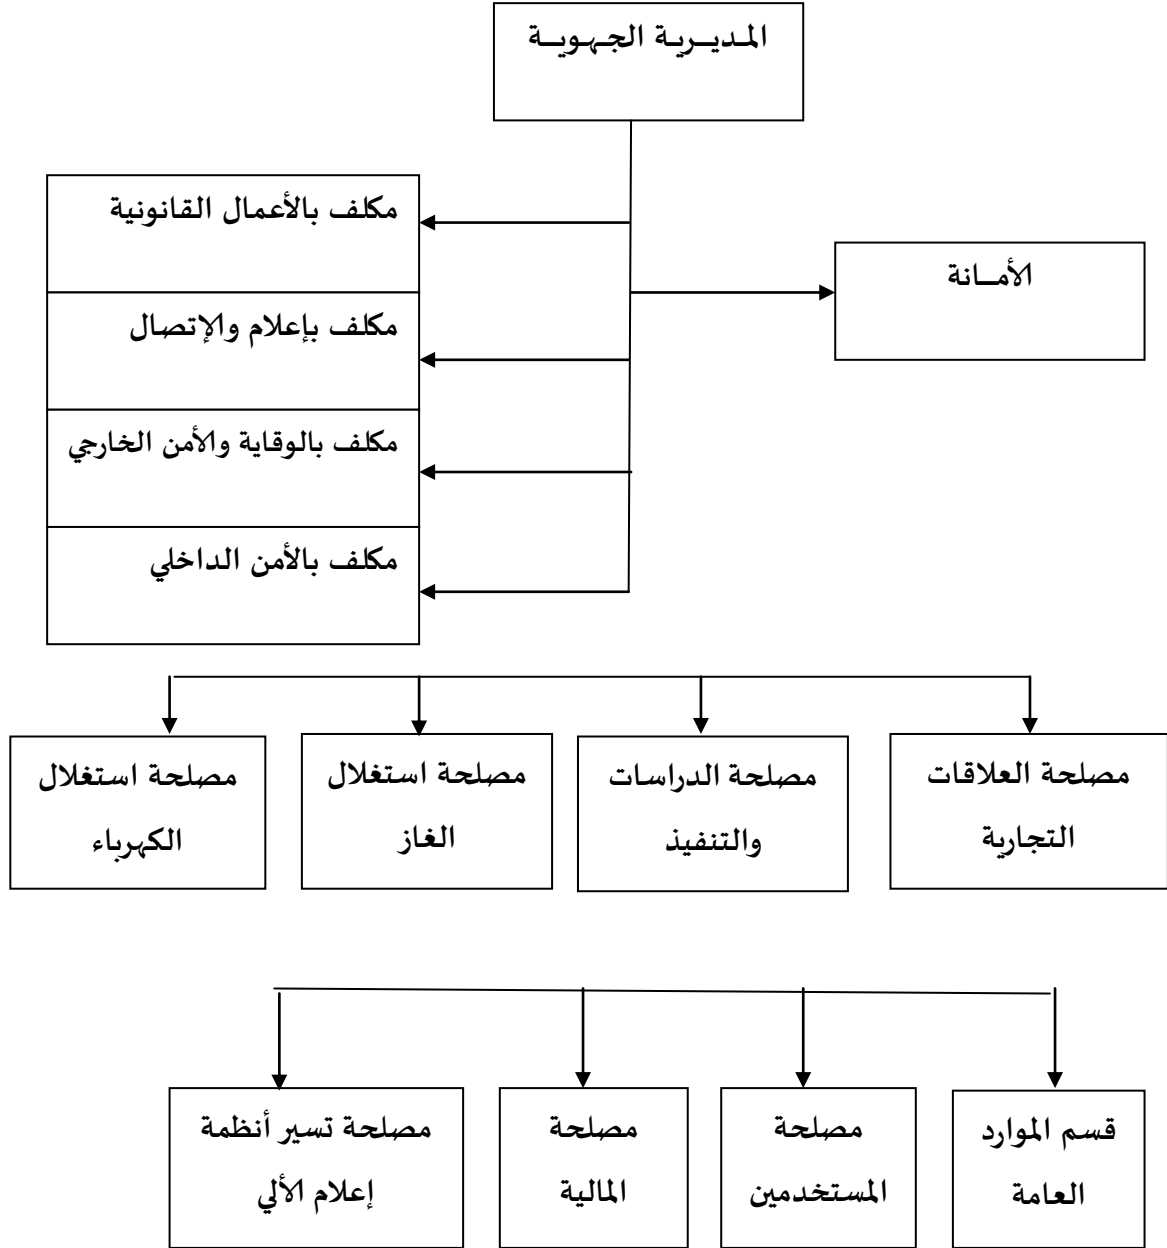 المديرية الجهوية
مكلف بالأعمال القانونية
الأمانة
مكلف بإعلام والإتصال
مكلف بالوقاية والأمن الخارجي
مكلف بالأمن الداخلي
مصلحة العلاقات
التجارية
مصلحة الدراسات
والتنفيذ
مصلحة استغلال
الغاز
مصلحة استغلال
الكهرباء
قسم الموارد
العامة
مصلحة
المستخدمين
مصلحة
المالية
مصلحة تسير أنظمة
إعلام الألي